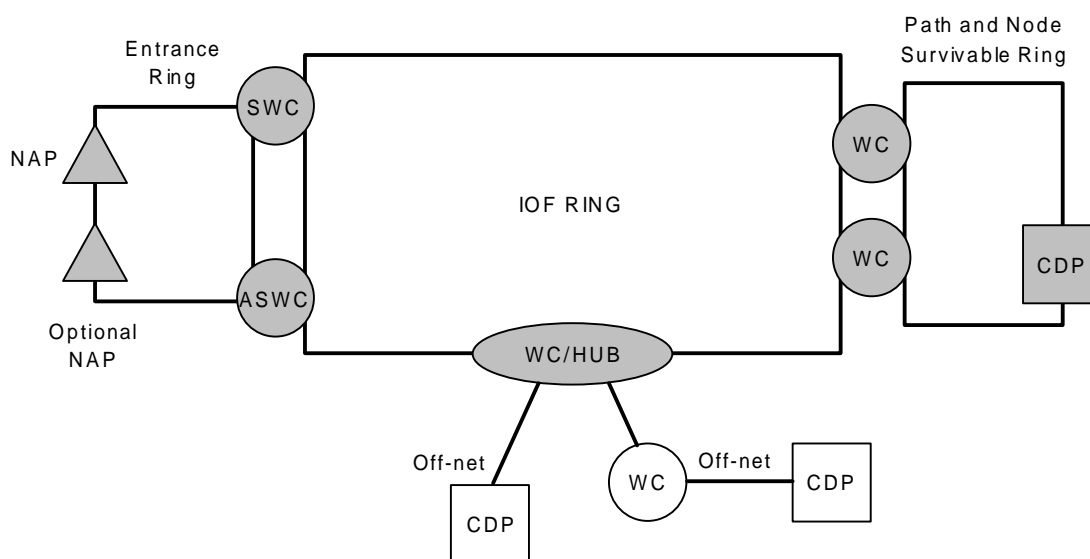 Entrance
Ring
Path and Node
Survivable Ring
SWC
NAP
WC
IOF RING
WC
CDP
ASWC
Optional
NAP
WC/HUB
Off-net
Off-net
WC
CDP
CDP